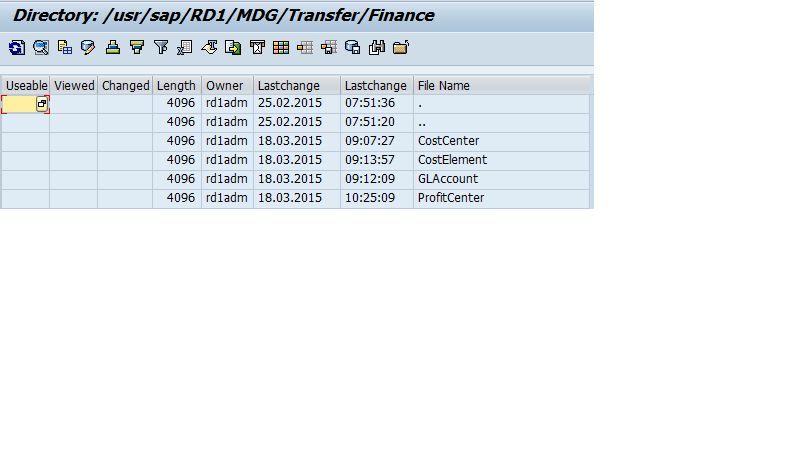 Directory: /usr/sap/RD1/MDG/Transfer/Finance
Useable Viewed Changed Length Owner Lastchange Lastchange File Name
4096 rd1adm 25.02.2015 07:51:36 .
4096 rd1adm 25.02.2015 07:51:20 ..
4096 rd1adm 18.03.2015 09:07:27 CostCenter
4096 rd1adm 18.03.2015 09:13:57 CostElement
4096 rd1adm 18.03.2015 09:12:09 GLAccount
4096 rd1adm 18.03.2015 10:25:09 ProfitCenter